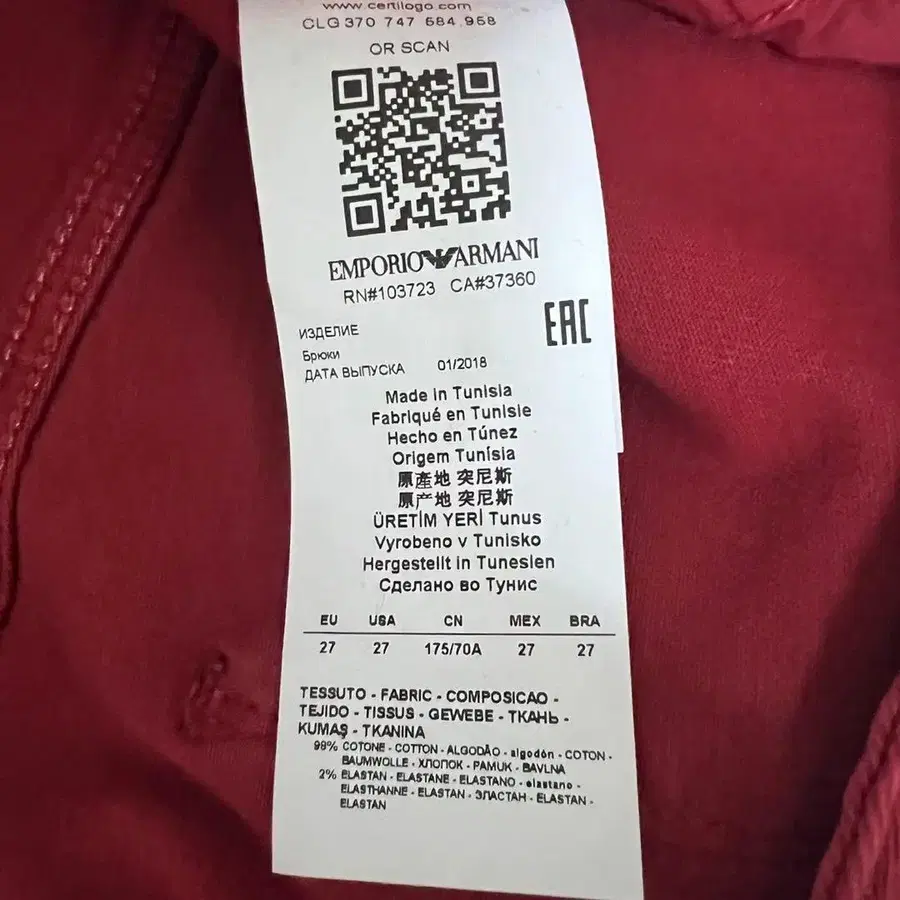 www.certilogo.com
CLG 370 747 584 958
OR SCAN
EMPORIO ARMANI
RN#103723 CA#37360
EAC
ИЗДЕЛИЕ
Брюки
ДАТА ВЫПУСКА 01/2018
Made in Tunisia
Fabriqué en Tunisie
Hecho en Túnez
Origem Tunísia
原產地 突尼斯
原产地 突尼斯
ÜRETİM YERİ Tunus
Vyrobeno v Tunisko
Hergestellt in Tunesien
Сделано во Тунис
EU USA CN MEX BRA
27 27 175/70A 27 27
TESSUTO - FABRIC - COMPOSICAO -
TEJIDO - TISSUS - GEWEBE - ТКАНЬ -
KUMAŞ - TKANINA
98% COTONE - COTTON - ALGODÃO - algodón - COTON -
BAUMWOLLE - ХЛОПОК - PAMUK - BAVLNA
2% ELASTAN - ELASTANE - ELASTANO - elastano -
ELASTHANNE - ELASTAN - ЭЛАСТАН - ELASTAN -
ELASTAN